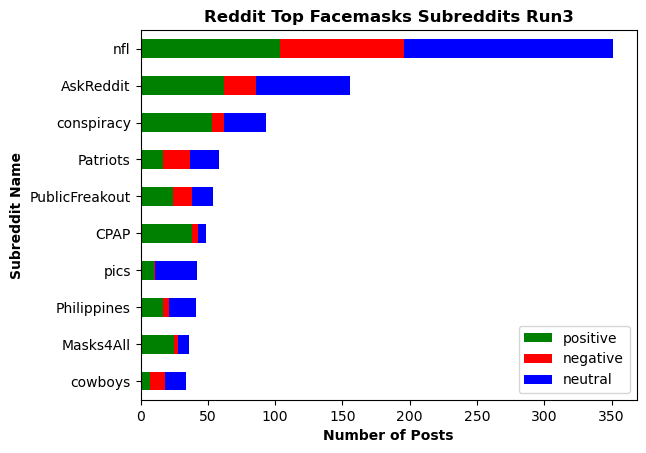 Reddit Top Facemasks Subreddits Run3
nfl
AskReddit
conspiracy
Patriots
PublicFreakout
CPAP
pics
Philippines
Masks4All
cowboys
Subreddit Name
positive
negative
neutral
0 50 100 150 200 250 300 350
Number of Posts